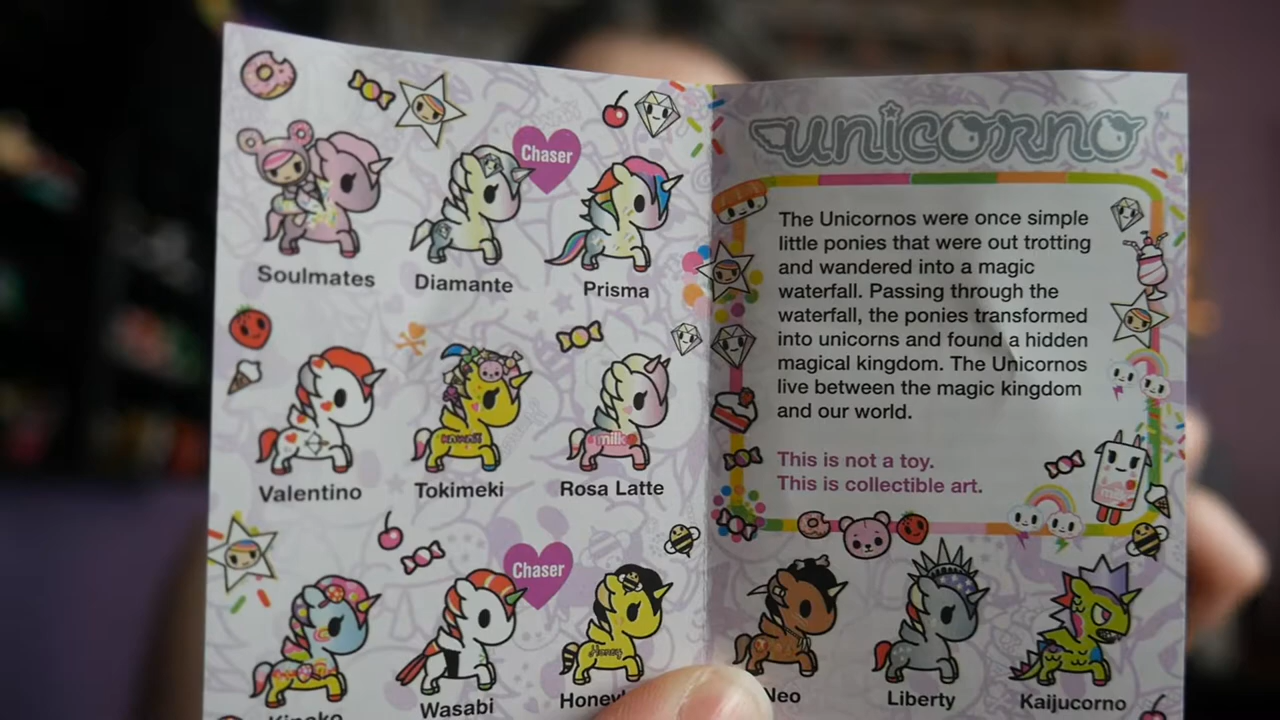 Chaser
Soulmates
Diamante
Prisma
Valentino
Tokimeki
milk
Rosa Latte
Chaser
Honey
Wasabi
unicorno
The Unicornos were once simple
little ponies that were out trotting
and wandered into a magic
waterfall. Passing through the
waterfall, the ponies transformed
into unicorns and found a hidden
magical kingdom. The Unicornos
live between the magic kingdom
and our world.
This is not a toy.
This is collectible art.
Neo
Liberty
Kaijucorno